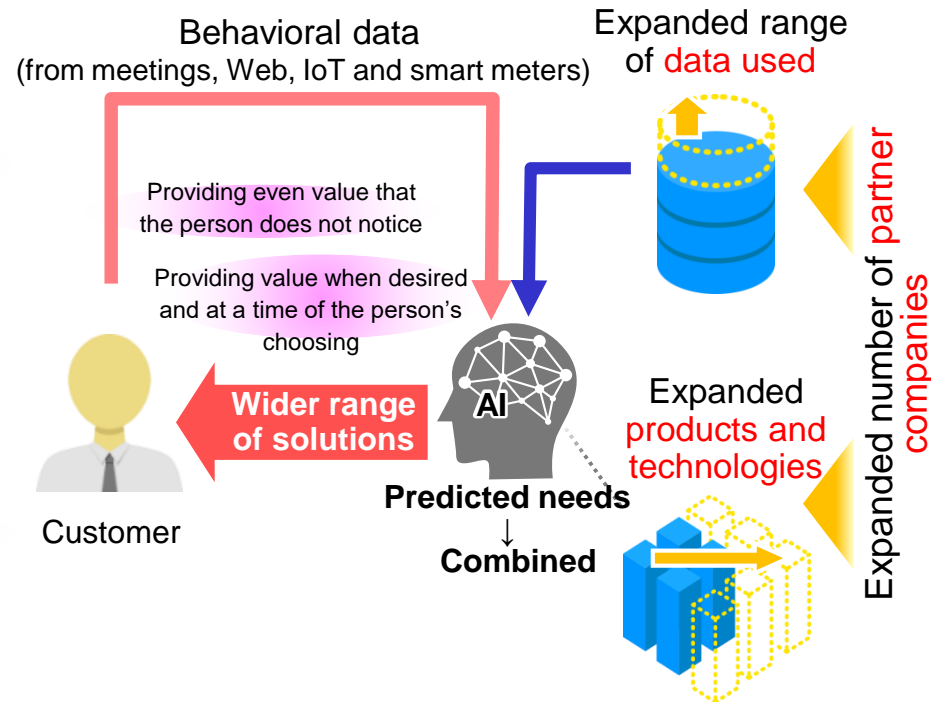 Behavioral data
(from meetings, Web, IoT and smart meters)
Expanded range
of data used
Providing even value that
the person does not notice
Providing value when desired
and at a time of the person's
choosing
Wider range
of solutions
AI
Predicted needs
↓
Combined
Customer
Expanded
products and
technologies
Expanded number of partner
companies